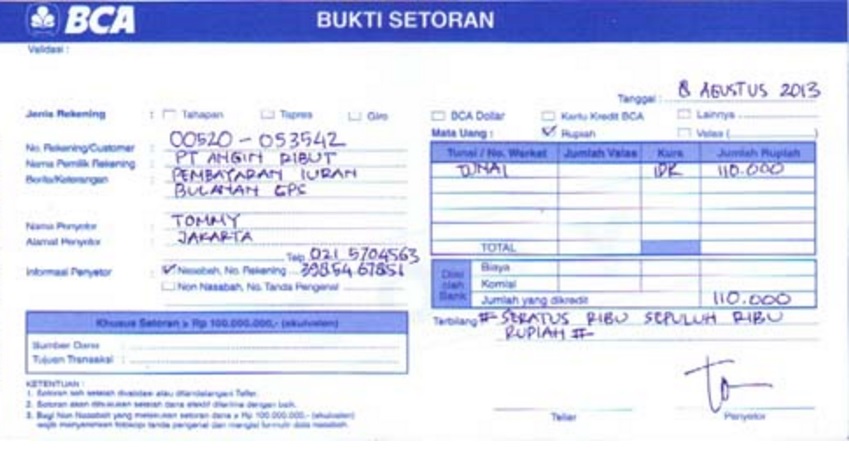 BCA
BUKTI SETORAN
Validasi :
Tanggal : 8 AGUSTUS 2013
Jenis Rekening : Tahapan Tapres Giro BCA Dollar Kartu Kredit BCA Lainnya
Mata Uang : Rupiah Valas ( )
No. Rekening/Customer : 00520 - 053542
Nama Pemilik Rekening : PT ANGIN RIBUT
Berita/Keterangan : PEMBAYARAN IURAN
BULANAN GPS
Tunai / No. Warkat Jumlah Valas Kurs Jumlah Rupiah
TUNAI IDR 110.000
Nama Penyetor : TOMMY
Alamat Penyetor : JAKARTA
Telp. 021 5704563
TOTAL
Informasi Penyetor : Nasabah, No. Rekening 39854 67851
Non Nasabah, No. Tanda Pengenal
Diisi oleh Bank
Biaya
Komisi
Jumlah yang dikredit 110.000
Terbilang # SERATUS RIBU SEPULUH RIBU
RUPIAH #
Khusus Setoran > Rp 100.000.000,- (ekuivalen)
Sumber Dana :
Tujuan Transaksi :
KETENTUAN :
1. Setoran sah setelah divalidasi atau ditandatangani Teller.
2. Setoran akan dibukukan setelah dana efektif diterima dengan baik.
3. Bagi Non Nasabah yang melakukan setoran dana > Rp 100.000.000,- (ekuivalen)
wajib menyerahkan fotokopi tanda pengenal dan mengisi formulir data nasabah.
Teller
Penyetor